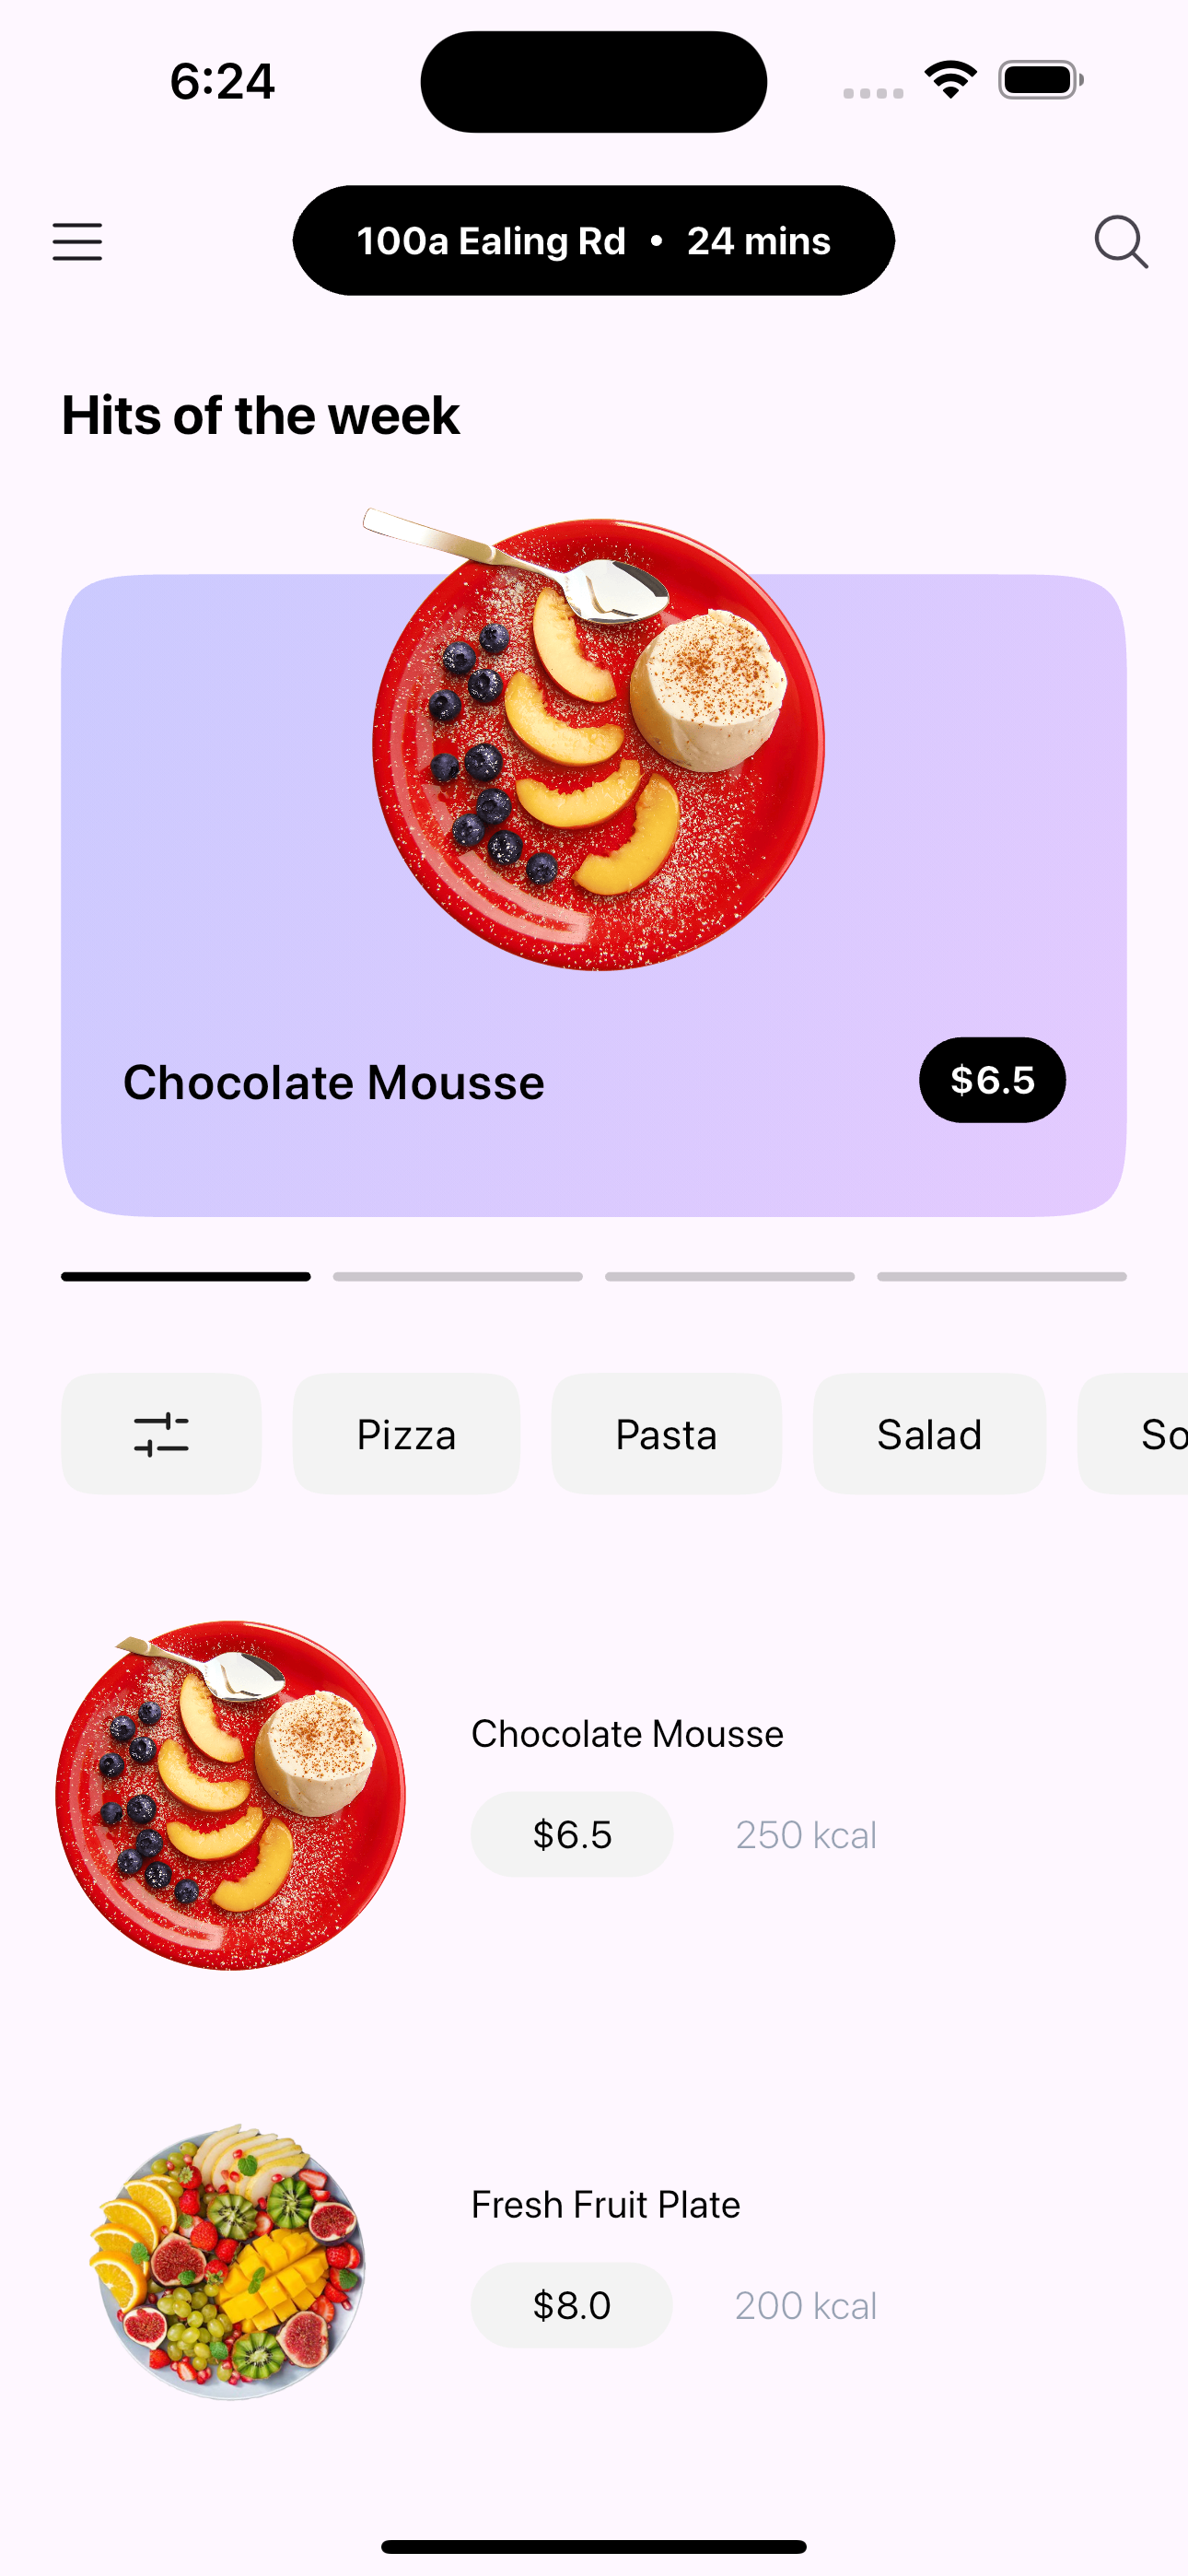 6:24
100a Ealing Rd • 24 mins
Hits of the week
Chocolate Mousse
$6.5
Pizza
Pasta
Salad
So
Chocolate Mousse
$6.5
250 kcal
Fresh Fruit Plate
$8.0
200 kcal